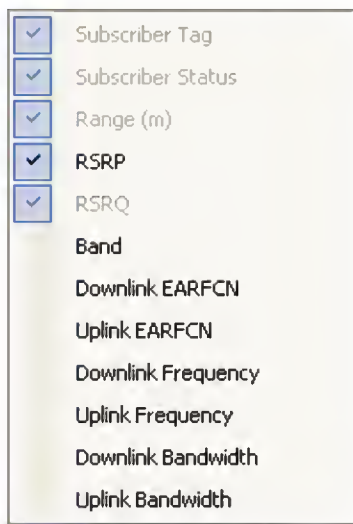 Subscriber Tag
Subscriber Status
Range (m)
RSRP
RSRQ
Band
Downlink EARFCN
Uplink EARFCN
Downlink Frequency
Uplink Frequency
Downlink Bandwidth
Uplink Bandwidth